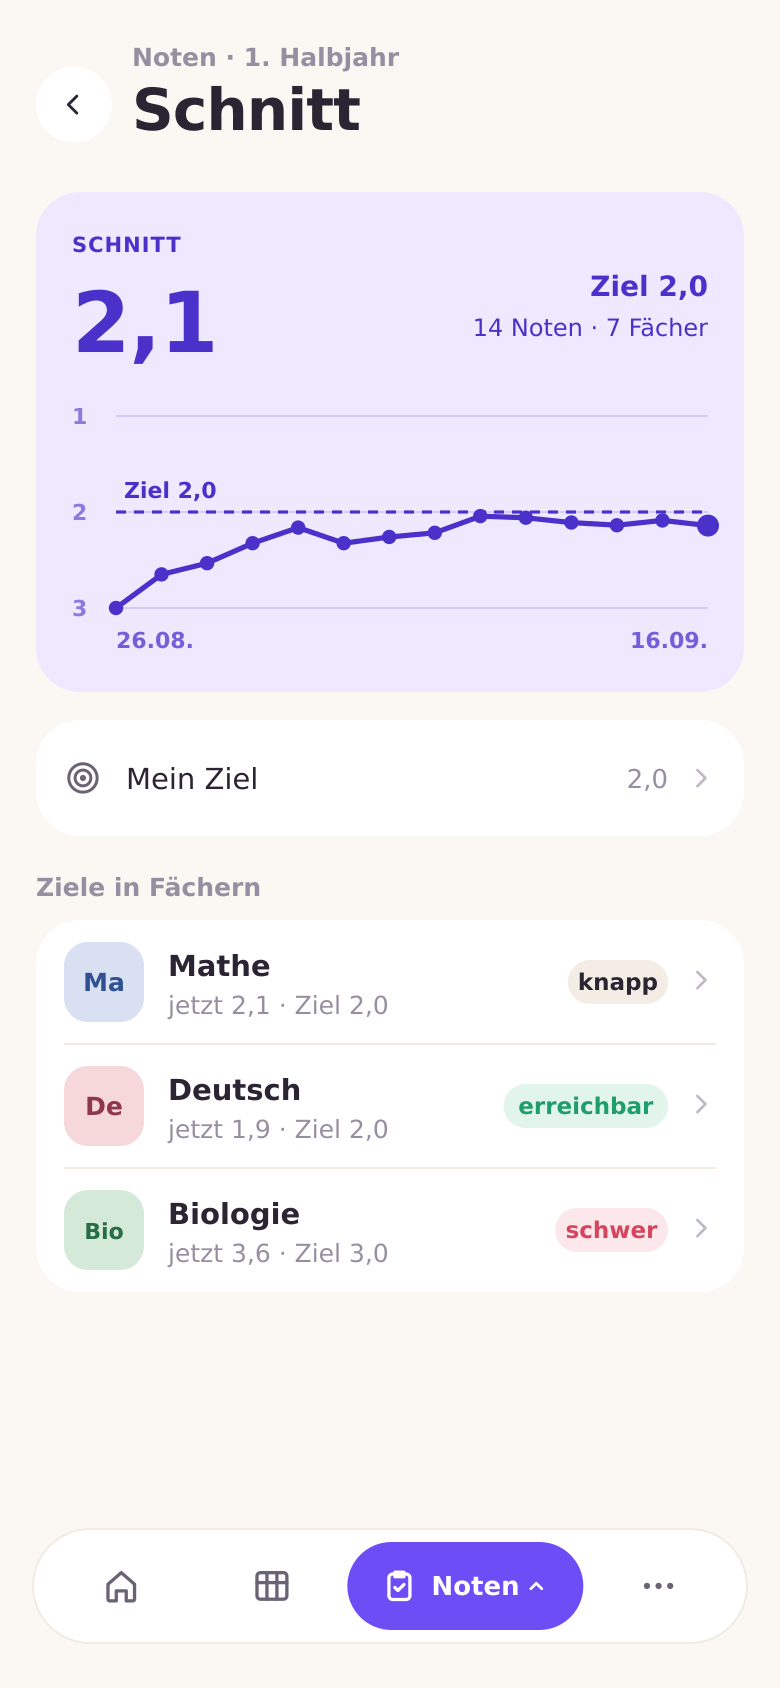 Noten · 1. Halbjahr
Schnitt
SCHNITT
2,1
Ziel 2,0
14 Noten · 7 Fächer
1
Ziel 2,0
2
3
26.08.
16.09.
Mein Ziel
2,0
Ziele in Fächern
Ma
Mathe
jetzt 2,1 · Ziel 2,0
knapp
De
Deutsch
jetzt 1,9 · Ziel 2,0
erreichbar
Bio
Biologie
jetzt 3,6 · Ziel 3,0
schwer
Noten